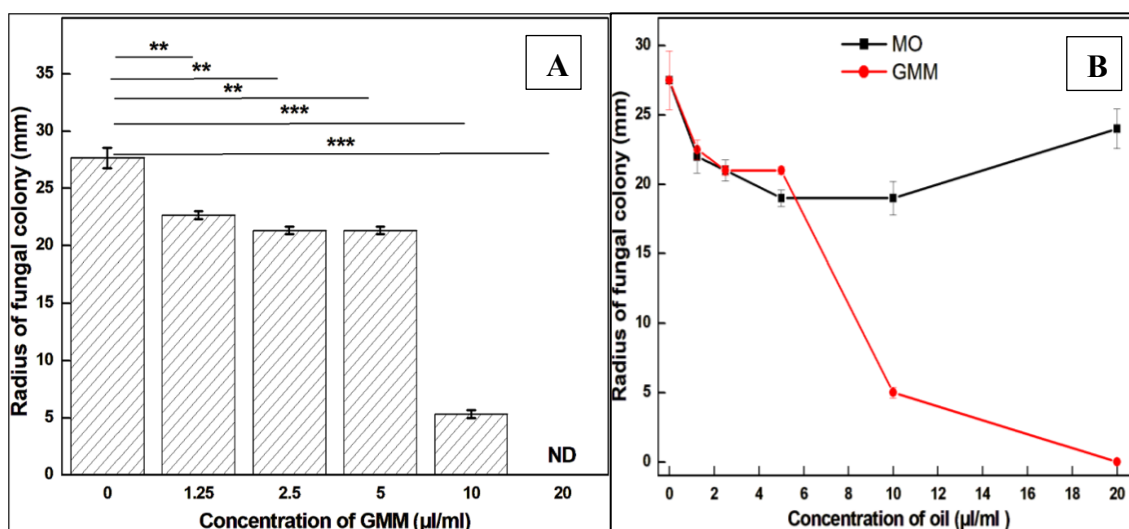 A
**
**
**
***
***
35
30
25
20
15
10
5
0
ND
0 1.25 2.5 5 10 20
Radius of fungal colony (mm)
Concentration of GMM (µl/ml)
B
MO
GMM
30
25
20
15
10
5
0
0 2 4 6 8 10 12 14 16 18 20
Radius of fungal colony (mm)
Concentration of oil (µl/ml )